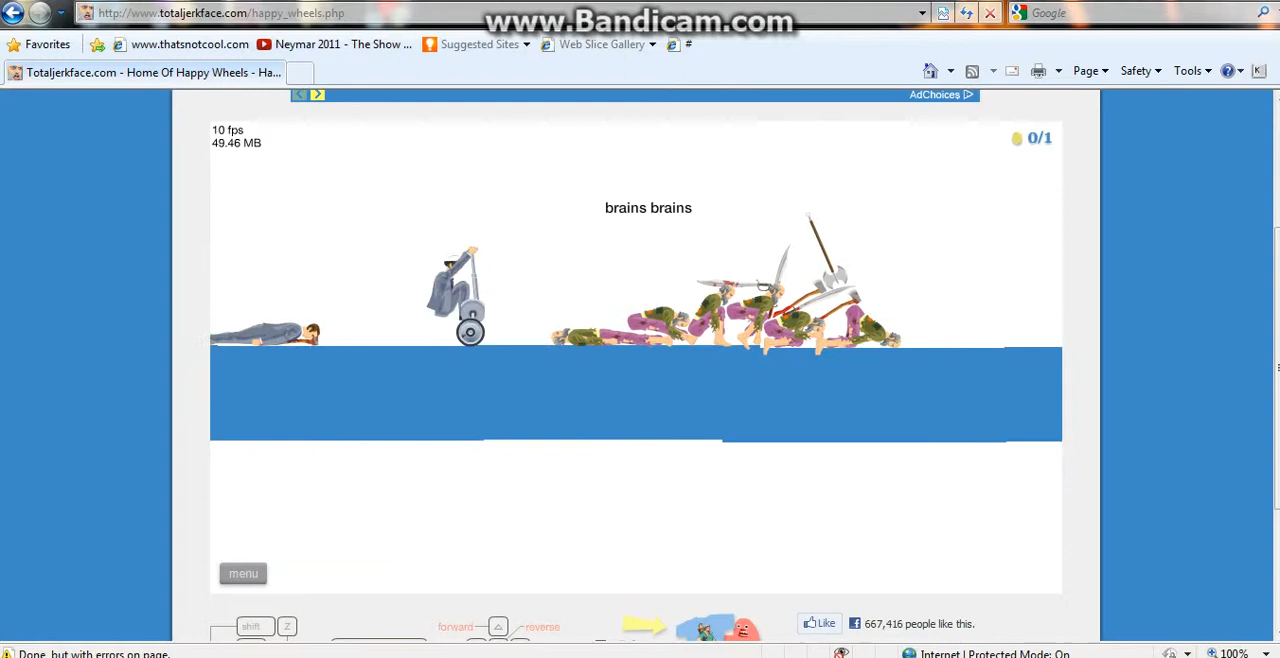 http://www.totaljerkface.com/happy_wheels.php
www.Bandicam.com
Google
Favorites
www.thatsnotcool.com
Neymar 2011 - The Show ...
Suggested Sites
Web Slice Gallery
#
Totaljerkface.com - Home Of Happy Wheels - Ha...
Page
Safety
Tools
AdChoices
10 fps
49.46 MB
0/1
brains brains
menu
shift
Z
forward
reverse
Like
667,416 people like this.
Done, but with errors on page.
Internet | Protected Mode: On
100%